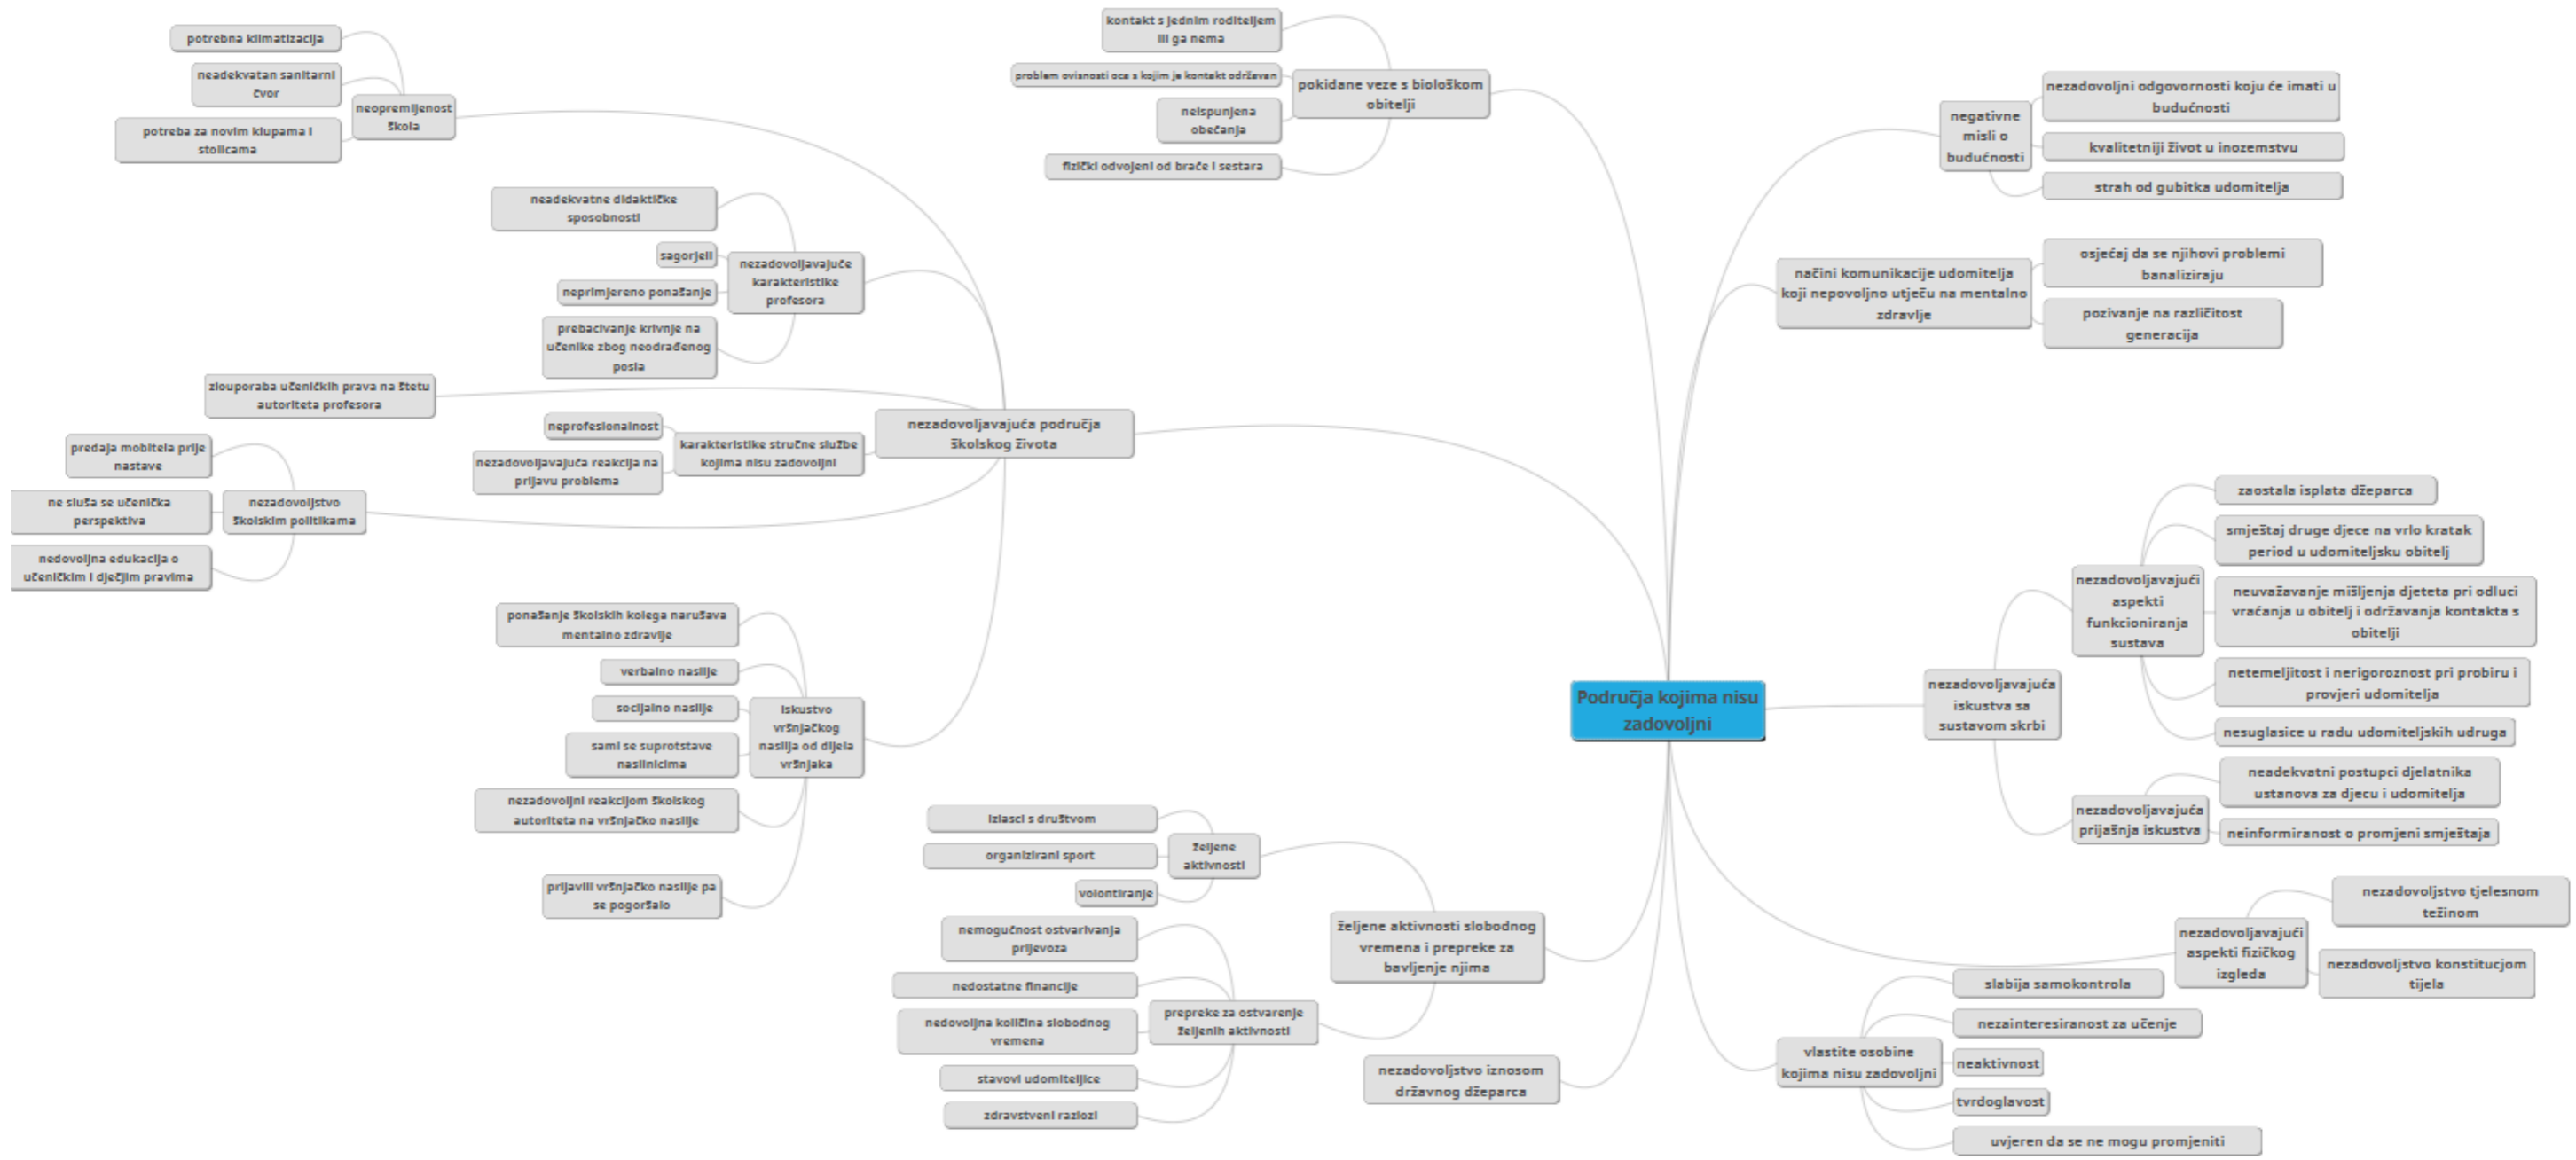 Područja kojima nisu
zadovoljni
pokidane veze s biološkom
obitelji
kontakt s jednim roditeljem
ili ga nema
problem ovisnosti oca s kojim je kontakt održavan
neispunjena
obećanja
fizički odvojeni od braće i sestara
nezadovoljavajuća područja
školskog života
neopremljenost
škola
potrebna klimatizacija
neadekvatan sanitarni
čvor
potreba za novim klupama i
stolicama
nezadovoljavajuće
karakteristike
profesora
neadekvatne didaktičke
sposobnosti
sagorjeli
neprimjereno ponašanje
prebacivanje krivnje na
učenike zbog neodrađenog
posla
zlouporaba učeničkih prava na štetu
autoriteta profesora
karakteristike stručne službe
kojima nisu zadovoljni
neprofesionalnost
nezadovoljavajuća reakcija na
prijavu problema
nezadovoljstvo
školskim politikama
predaja mobitela prije
nastave
ne sluša se učenička
perspektiva
nedovoljna edukacija o
učeničkim i dječjim pravima
iskustvo
vršnjačkog
nasilja od dijela
vršnjaka
ponašanje školskih kolega narušava
mentalno zdravlje
verbalno nasilje
socijalno nasilje
sami se suprotstave
nasilnicima
nezadovoljni reakcijom školskog
autoriteta na vršnjačko nasilje
prijavili vršnjačko nasilje pa
se pogoršalo
željene aktivnosti slobodnog
vremena i prepreke za
bavljenje njima
željene
aktivnosti
izlasci s društvom
organizirani sport
volontiranje
prepreke za ostvarenje
željenih aktivnosti
nemogućnost ostvarivanja
prijevoza
nedostatne financije
nedovoljna količina slobodnog
vremena
stavovi udomiteljice
zdravstveni razlozi
nezadovoljstvo iznosom
državnog džeparca
negativne
misli o
budućnosti
nezadovoljni odgovornosti koju će imati u
budućnosti
kvalitetniji život u inozemstvu
strah od gubitka udomitelja
načini komunikacije udomitelja
koji nepovoljno utječu na mentalno
zdravlje
osjećaj da se njihovi problemi
banaliziraju
pozivanje na različitost
generacija
nezadovoljavajuća
iskustva sa
sustavom skrbi
nezadovoljavajući
aspekti
funkcioniranja
sustava
zaostala isplata džeparca
smještaj druge djece na vrlo kratak
period u udomiteljsku obitelj
neuvažavanje mišljenja djeteta pri odluci
vraćanja u obitelj i održavanja kontakta s
obitelji
netemeljitost i nerigoroznost pri probiru i
provjeri udomitelja
nesuglasice u radu udomiteljskih udruga
nezadovoljavajuća
prijašnja iskustva
neadekvatni postupci djelatnika
ustanova za djecu i udomitelja
neinformiranost o promjeni smještaja
nezadovoljavajući
aspekti fizičkog
izgleda
nezadovoljstvo tjelesnom
težinom
nezadovoljstvo konstitucjom
tijela
vlastite osobine
kojima nisu zadovoljni
slabija samokontrola
nezainteresiranost za učenje
neaktivnost
tvrdoglavost
uvjeren da se ne mogu promjeniti